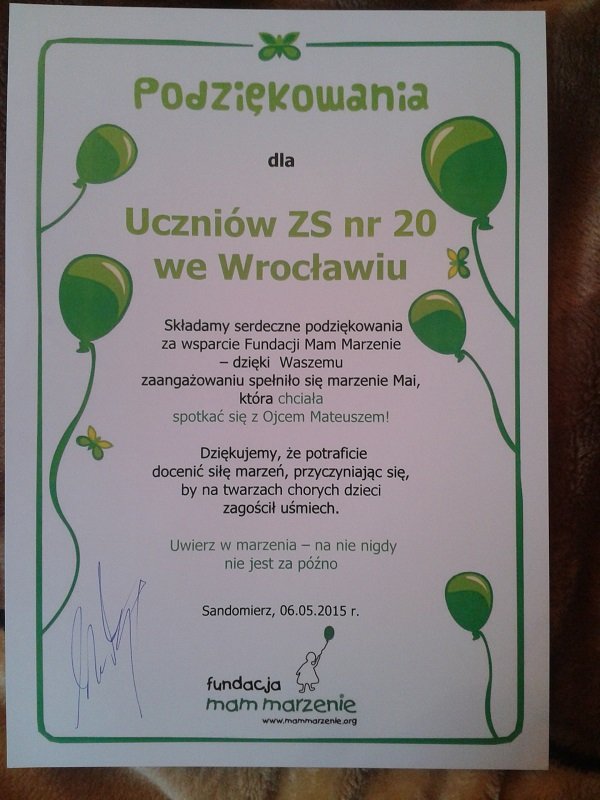 Podziękowania
dla
Uczniów ZS nr 20
we Wrocławiu
Składamy serdeczne podziękowania
za wsparcie Fundacji Mam Marzenie
– dzięki Waszemu
zaangażowaniu spełniło się marzenie Mai,
która chciała
spotkać się z Ojcem Mateuszem!
Dziękujemy, że potraficie
docenić siłę marzeń, przyczyniając się,
by na twarzach chorych dzieci
zagościł uśmiech.
Uwierz w marzenia – na nie nigdy
nie jest za późno
Sandomierz, 06.05.2015 r.
fundacja
mam marzenie
www.mammarzenie.org